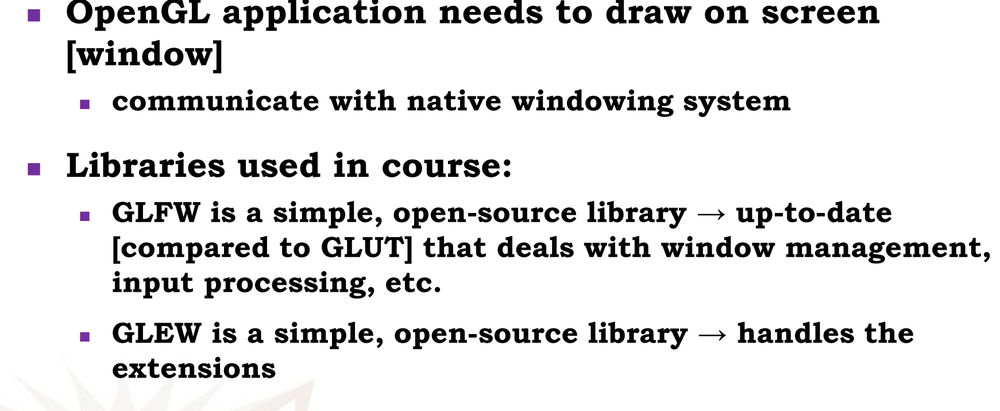 ▪ OpenGL application needs to draw on screen
[window]
▪ communicate with native windowing system
▪ Libraries used in course:
▪ GLFW is a simple, open-source library → up-to-date
[compared to GLUT] that deals with window management,
input processing, etc.
▪ GLEW is a simple, open-source library → handles the
extensions